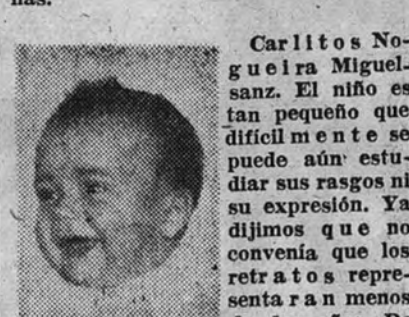 nas.
Carlitos No-
gueira Miguel-
sanz. El niño es
tan pequeño que
difícilmente se
puede aún estu-
diar sus rasgos ni
su expresión. Ya
dijimos que no
convenía que los
retratos repre-
sentaran menos